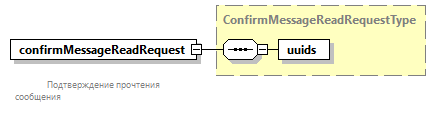 ConfirmMessageReadRequestType
confirmMessageReadRequest
uuids
Подтверждение прочтения
сообщения